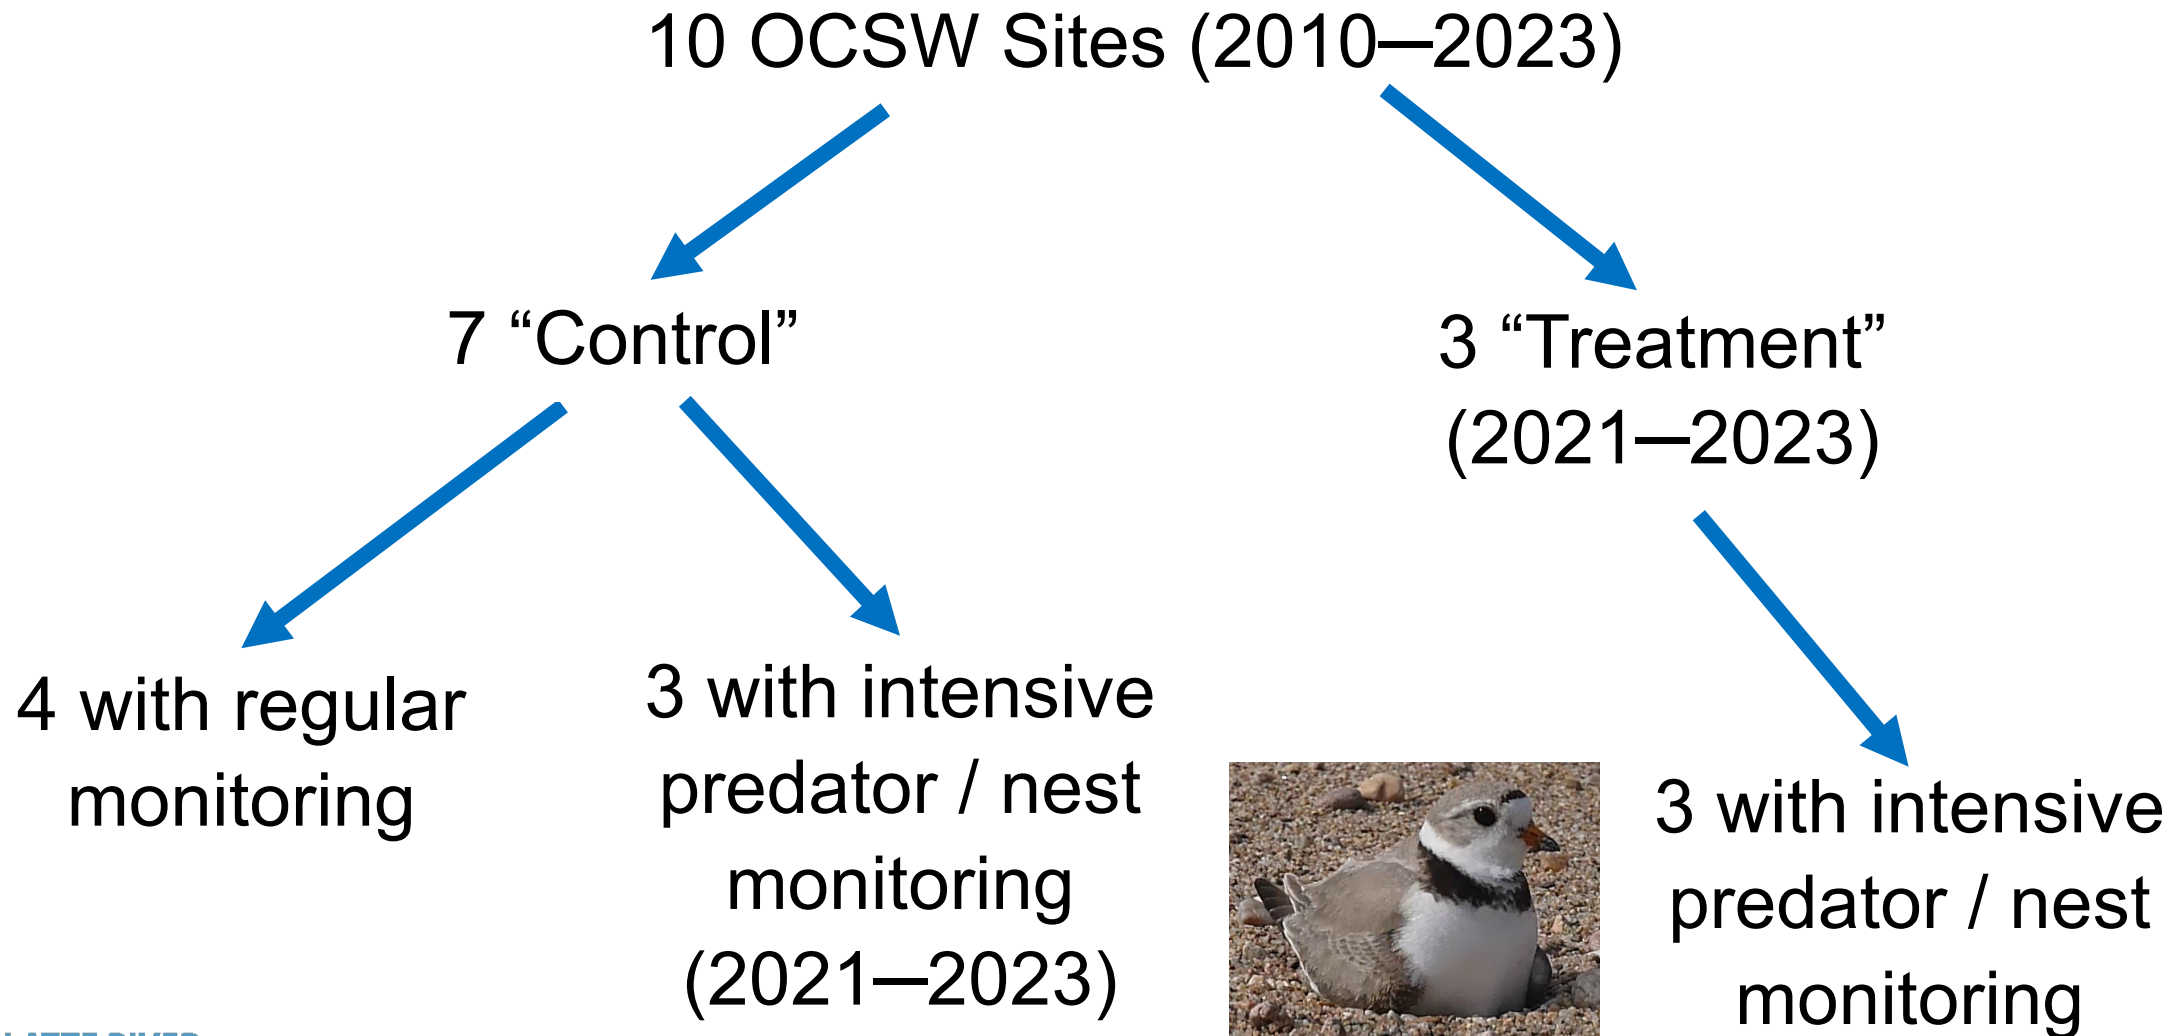 10 OCSW Sites (2010—2023)
7 “Control”
3 “Treatment”
(2021—2023)
4 with regular
monitoring
3 with intensive
predator / nest
monitoring
(2021—2023)
3 with intensive
predator / nest
monitoring